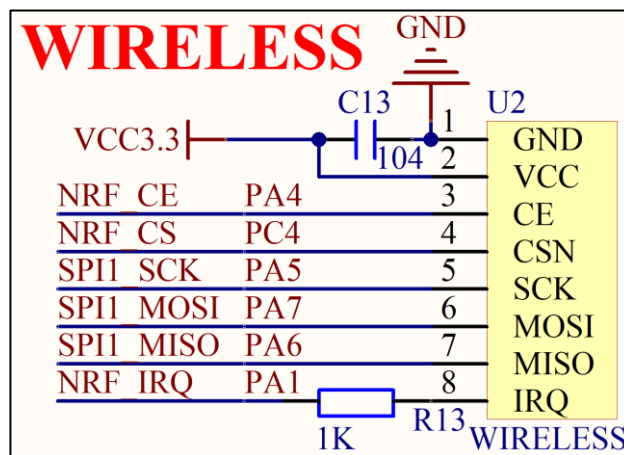 WIRELESS
GND
C13
U2
VCC3.3
104
1 GND
2 VCC
NRF_CE PA4 3 CE
NRF_CS PC4 4 CSN
SPI1_SCK PA5 5 SCK
SPI1_MOSI PA7 6 MOSI
SPI1_MISO PA6 7 MISO
NRF_IRQ PA1 8 IRQ
1K R13 WIRELESS